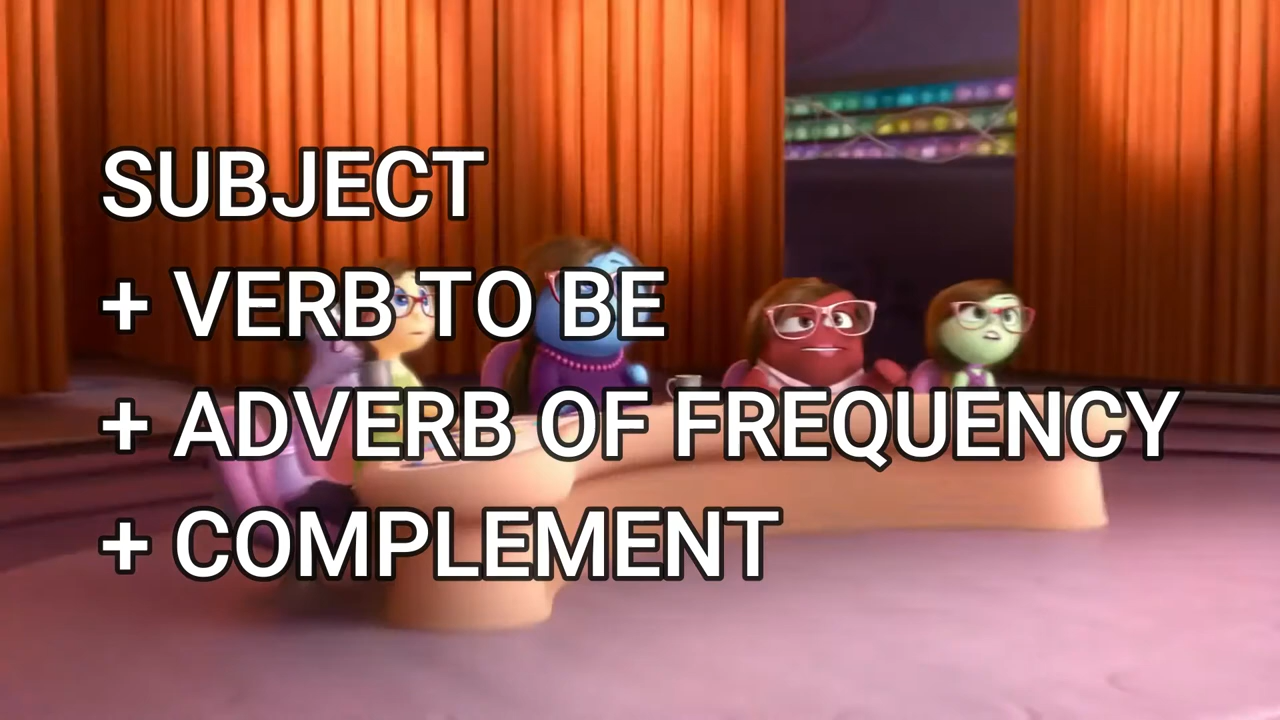 SUBJECT
+ VERB TO BE
+ ADVERB OF FREQUENCY
+ COMPLEMENT